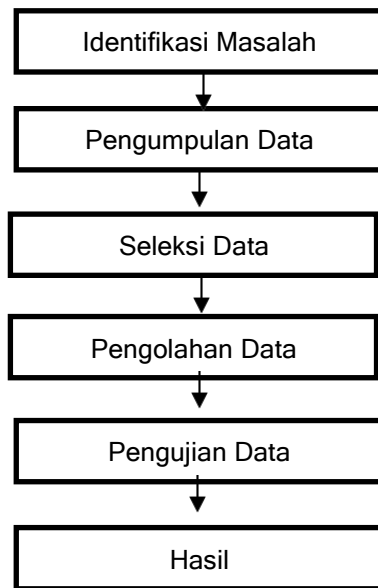 Identifikasi Masalah
Pengumpulan Data
Seleksi Data
Pengolahan Data
Pengujian Data
Hasil